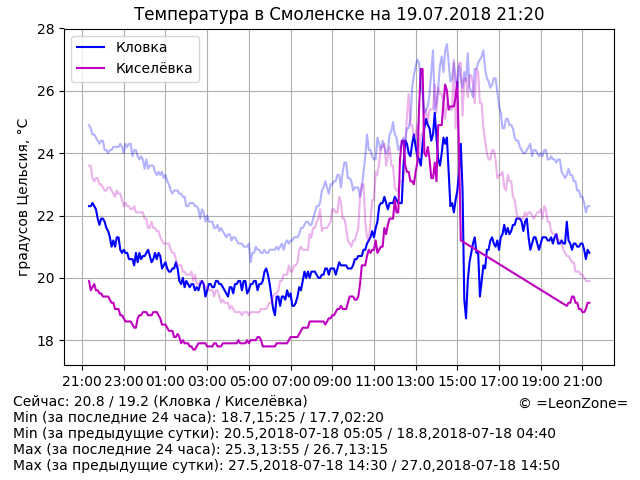 Температура в Смоленске на 19.07.2018 21:20
28
26
24
22
20
18
градусов Цельсия, °C
Кловка
Киселёвка
21:00 23:00 01:00 03:00 05:00 07:00 09:00 11:00 13:00 15:00 17:00 19:00 21:00
Сейчас: 20.8 / 19.2 (Кловка / Киселёвка)
© =LeonZone=
Min (за последние 24 часа): 18.7,15:25 / 17.7,02:20
Min (за предыдущие сутки): 20.5,2018-07-18 05:05 / 18.8,2018-07-18 04:40
Max (за последние 24 часа): 25.3,13:55 / 26.7,13:15
Max (за предыдущие сутки): 27.5,2018-07-18 14:30 / 27.0,2018-07-18 14:50